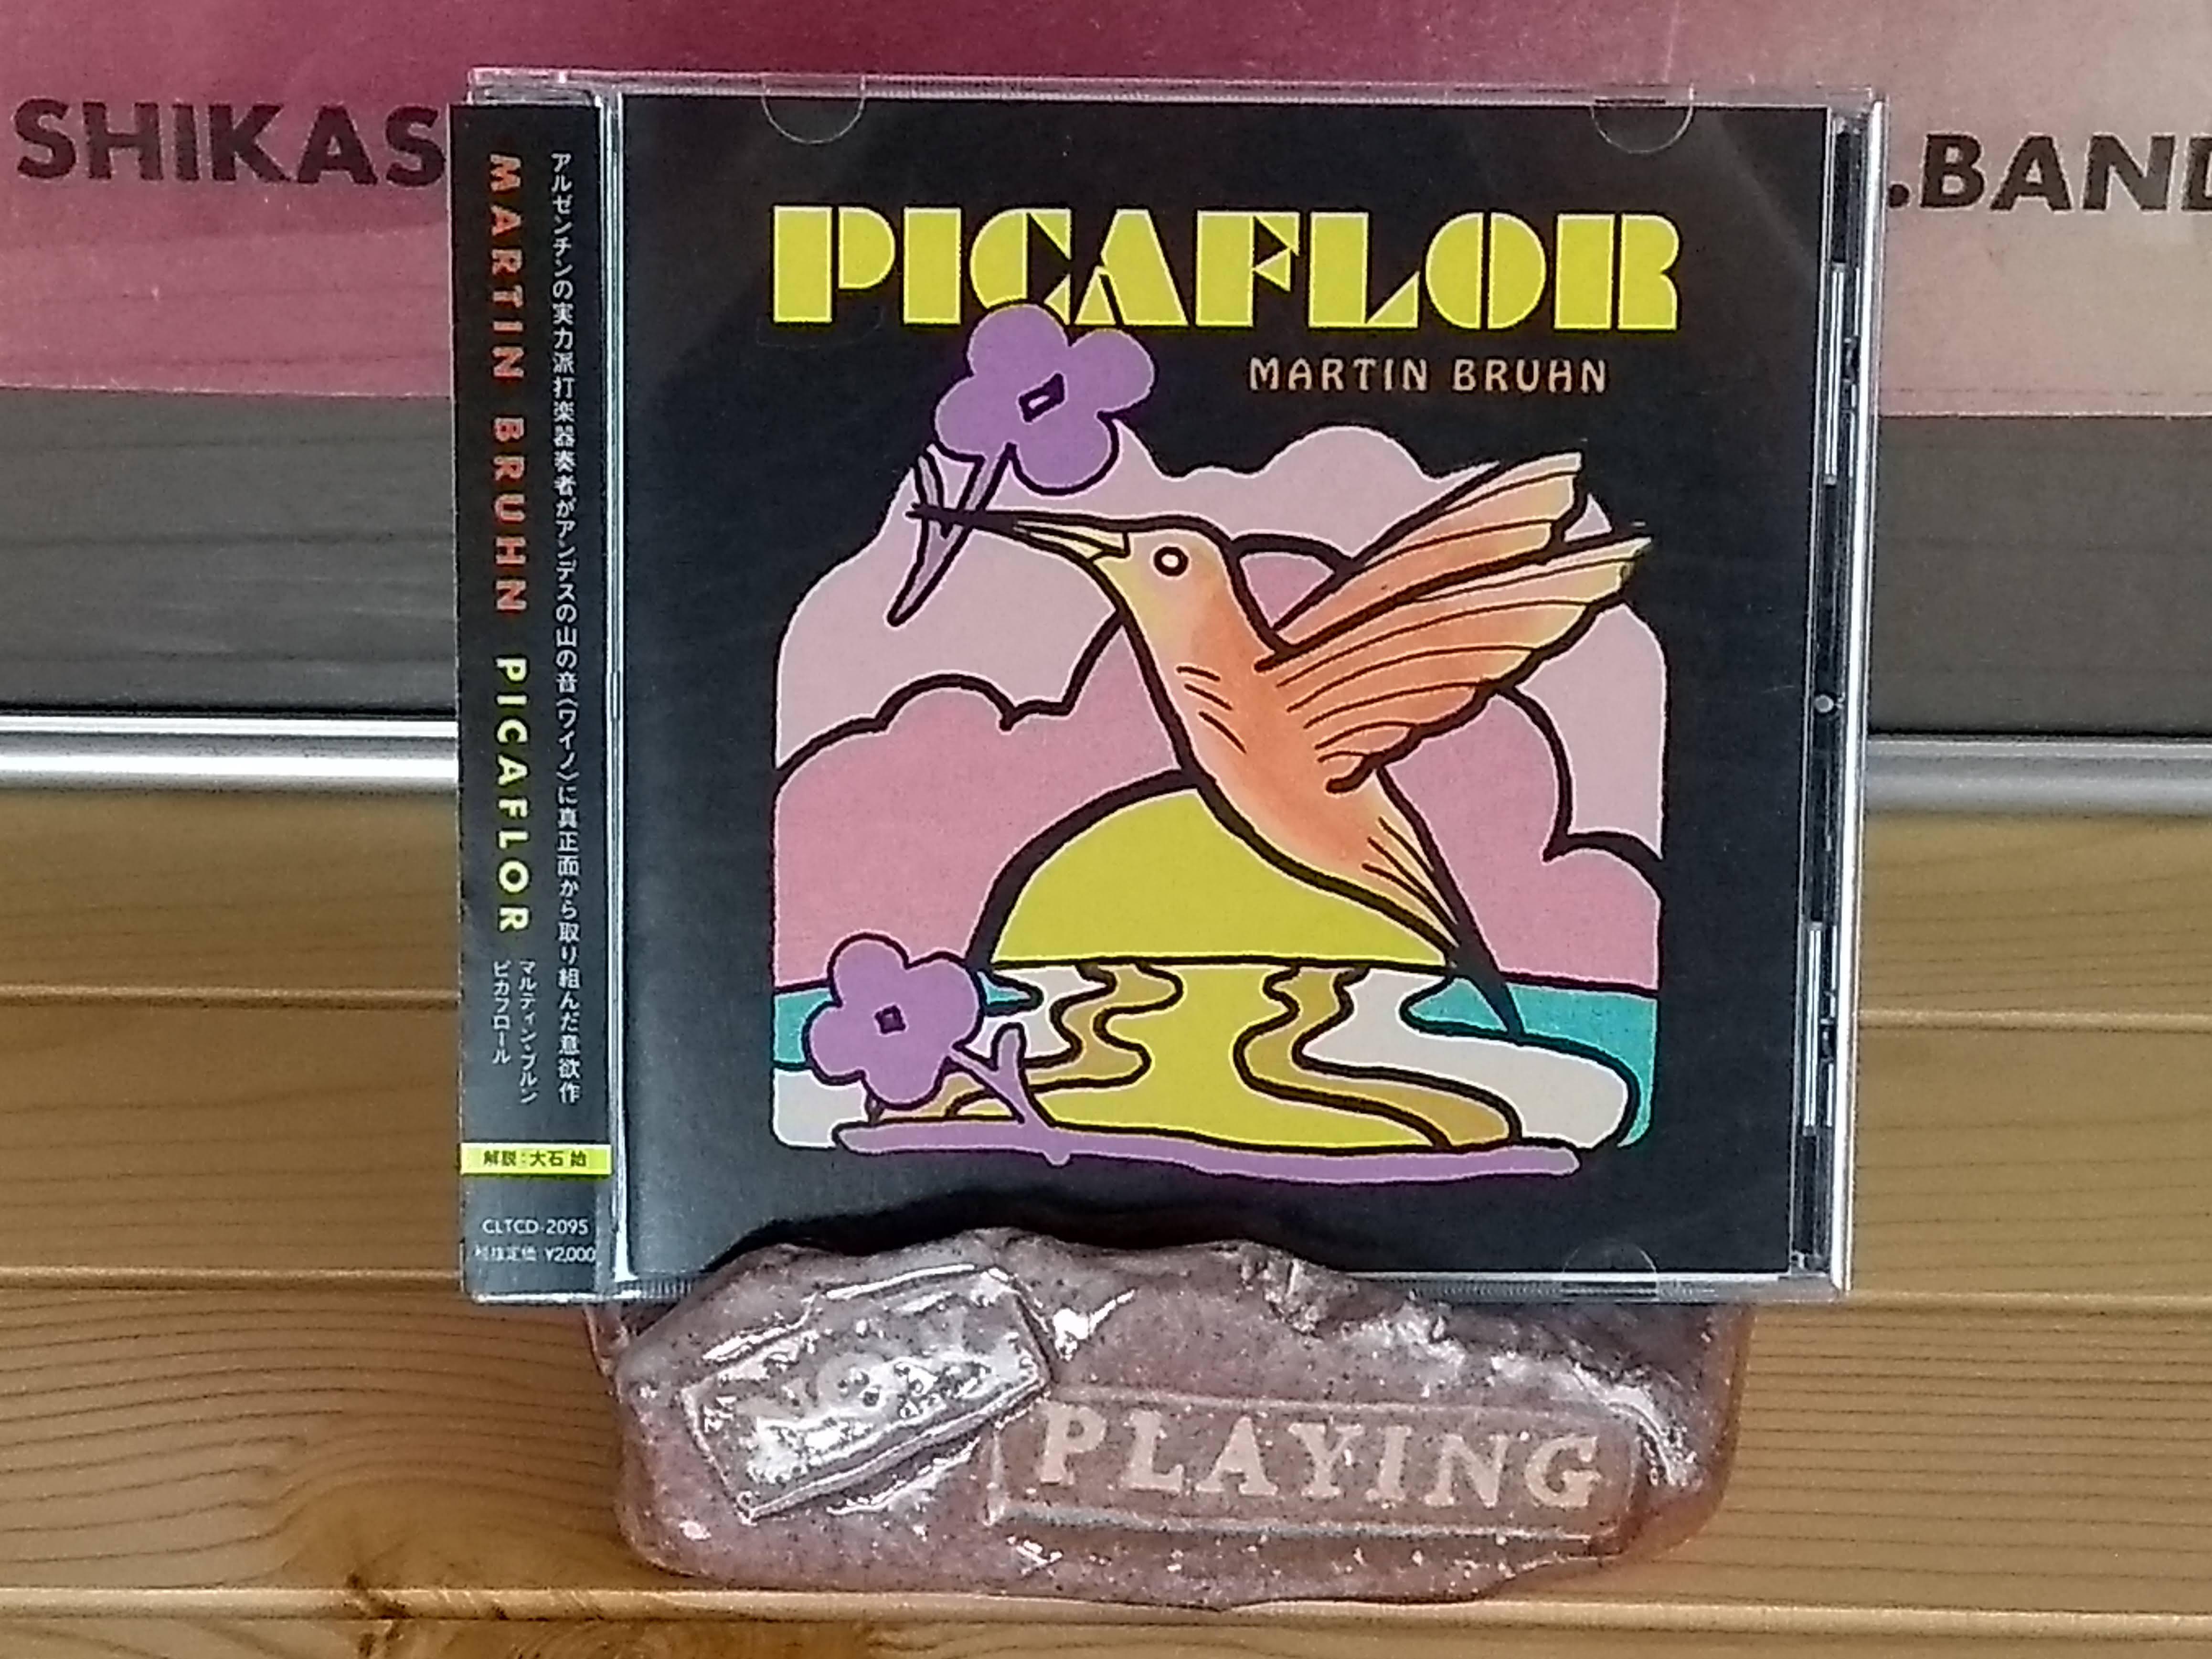 SHIKAS
.BAND
アルゼンチンの実力派打楽器奏者がアンデスの山の音〈ワイノ〉に真正面から取り組んだ意欲作
MARTIN BRUHN PICAFLOR
マルティン・ブルン
ピカフロール
解説:大石 始
CLTCD-2095
税抜定価 ¥2,000
PICAFLOR
MARTIN BRUHN
NOW
PLAYING